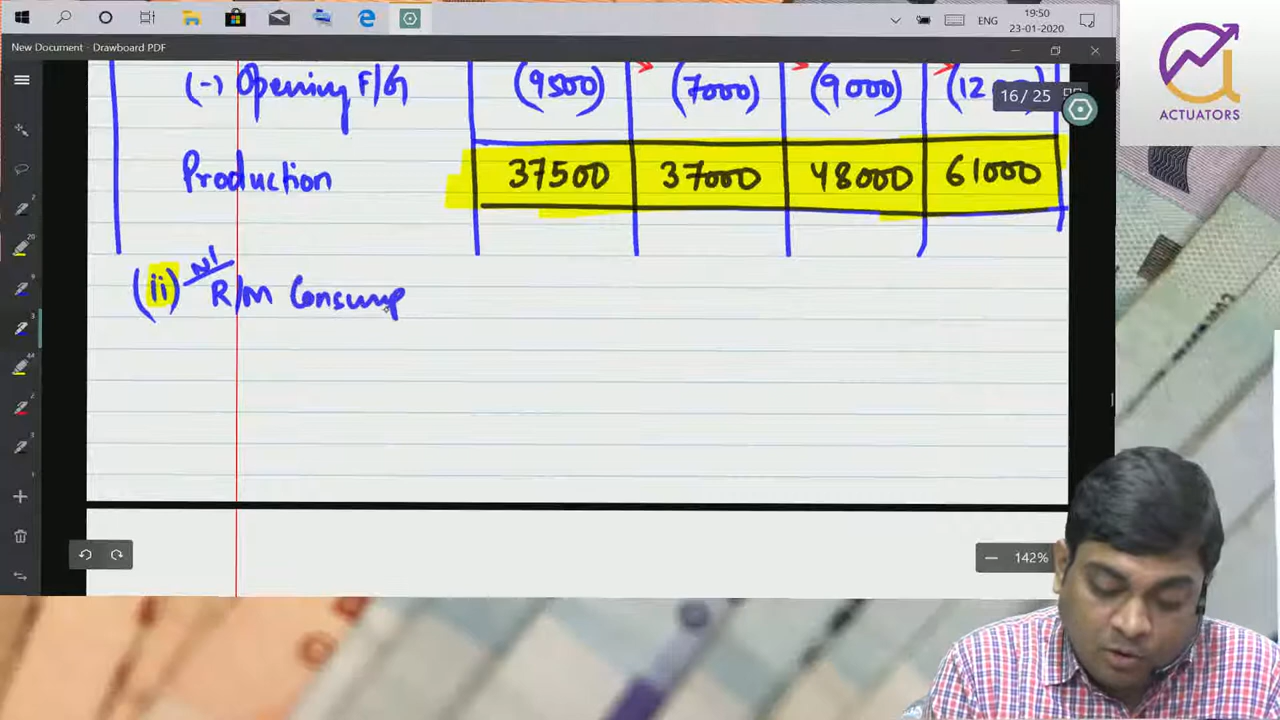 19:50
ENG
23-01-2020
New Document - Drawboard PDF
(-) Opening F/G (9500) (7000) (9000)
16 / 25
ACTUATORS
Production 37500 37000 48000 61000
(ii) N1 R/m Consump
142%